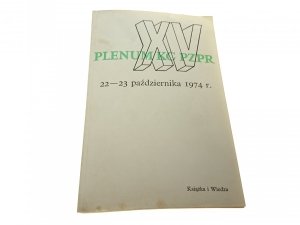 XV
PLENUM KC PZPR
22—23 października 1974 r.
Książka i Wiedza